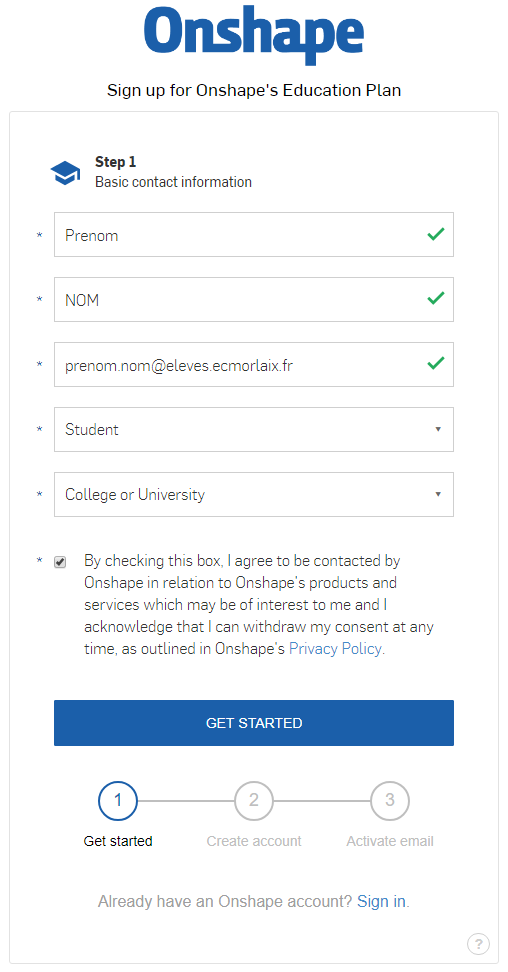 Onshape
Sign up for Onshape's Education Plan
Step 1
Basic contact information
* Prenom
* NOM
* prenom.nom@eleves.ecmorlaix.fr
* Student
* College or University
* By checking this box, I agree to be contacted by
Onshape in relation to Onshape's products and
services which may be of interest to me and I
acknowledge that I can withdraw my consent at any
time, as outlined in Onshape's Privacy Policy.
GET STARTED
1 2 3
Get started Create account Activate email
Already have an Onshape account? Sign in.
?